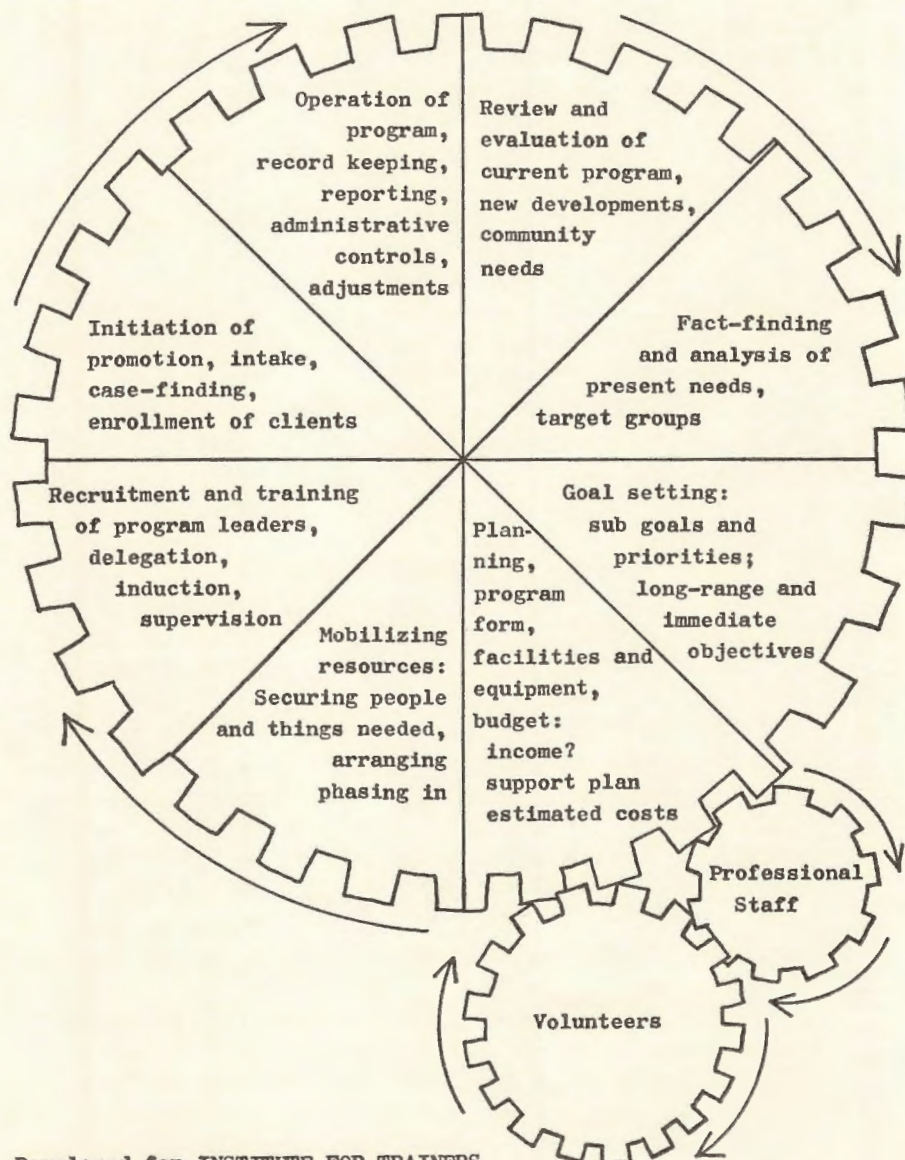 Operation of
program,
record keeping,
reporting,
administrative
controls,
adjustments
Review and
evaluation of
current program,
new developments,
community
needs
Fact-finding
and analysis of
present needs,
target groups
Goal setting:
sub goals and
priorities;
long-range and
immediate
objectives
Plan-
ning,
program
form,
facilities and
equipment,
budget:
income?
support plan
estimated costs
Mobilizing
resources:
Securing people
and things needed,
arranging
phasing in
Recruitment and training
of program leaders,
delegation,
induction,
supervision
Initiation of
promotion, intake,
case-finding,
enrollment of clients
Professional
Staff
Volunteers
Developed for INSTITUTE FOR TRAINERS